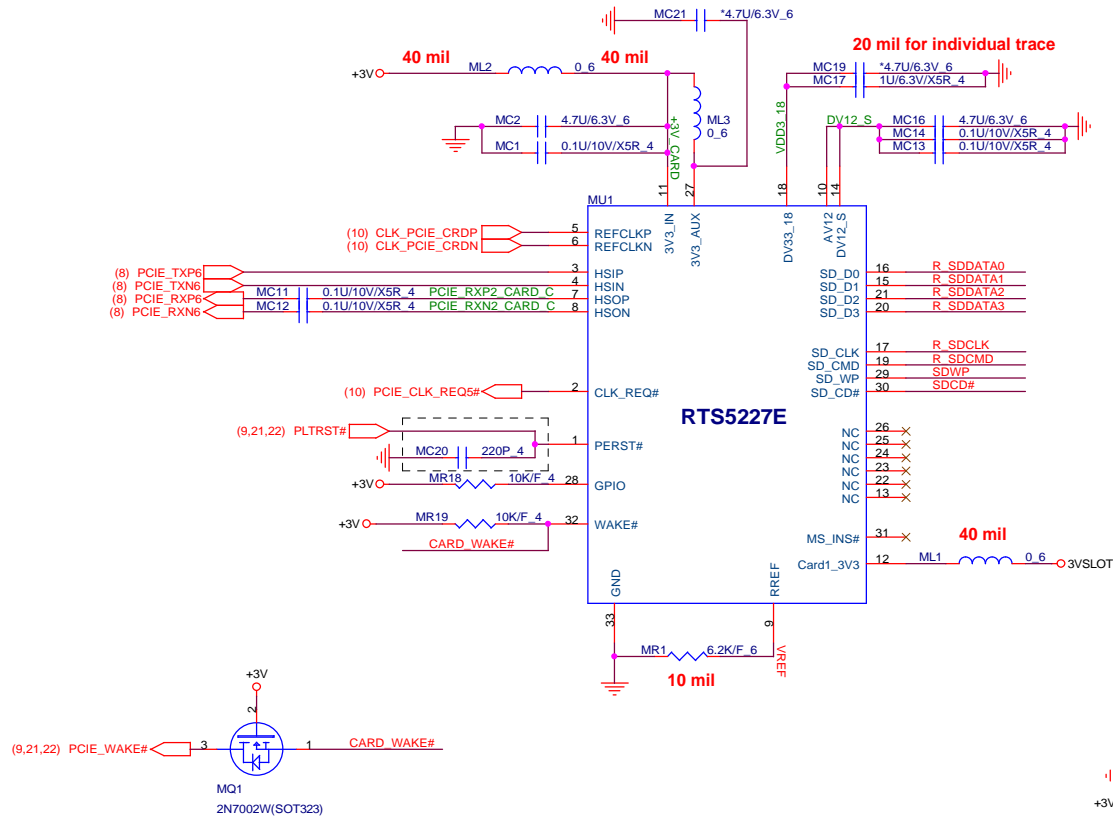 MC21 *4.7U/6.3V_6
40 mil 40 mil 20 mil for individual trace
+3V ML2 0_6
MC19 *4.7U/6.3V_6
MC17 1U/6.3V/X5R_4
ML3
0_6
MC2 4.7U/6.3V_6
MC1 0.1U/10V/X5R_4
+3V_CARD
VDD3_18
DV12_S
MC16 4.7U/6.3V_6
MC14 0.1U/10V/X5R_4
MC13 0.1U/10V/X5R_4
11 27 18 10 14
MU1
3V3_IN 3V3_AUX DV33_18 AV12 DV12_S
(10) CLK_PCIE_CRDP 5 REFCLKP
(10) CLK_PCIE_CRDN 6 REFCLKN
(8) PCIE_TXP6 3 HSIP
(8) PCIE_TXN6 4 HSIN
(8) PCIE_RXP6 MC11 0.1U/10V/X5R_4 PCIE_RXP2_CARD_C 7 HSOP
(8) PCIE_RXN6 MC12 0.1U/10V/X5R_4 PCIE_RXN2_CARD_C 8 HSON
SD_D0 16 R_SDDATA0
SD_D1 15 R_SDDATA1
SD_D2 21 R_SDDATA2
SD_D3 20 R_SDDATA3
SD_CLK 17 R_SDCLK
SD_CMD 19 R_SDCMD
SD_WP 29 SDWP
SD_CD# 30 SDCD#
(10) PCIE_CLK_REQ5# 2 CLK_REQ#
RTS5227E
(9,21,22) PLTRST# 1 PERST#
MC20 220P_4
+3V MR18 10K/F_4 28 GPIO
+3V MR19 10K/F_4 32 WAKE#
CARD_WAKE#
NC 26
NC 25
NC 24
NC 23
NC 22
NC 13
MS_INS# 31
40 mil
Card1_3V3 12 ML1 0_6 3VSLOT
GND RREF
33 9
MR1 6.2K/F_6
VREF
10 mil
+3V
2
(9,21,22) PCIE_WAKE# 3 1 CARD_WAKE#
MQ1
2N7002W(SOT323)
+3V